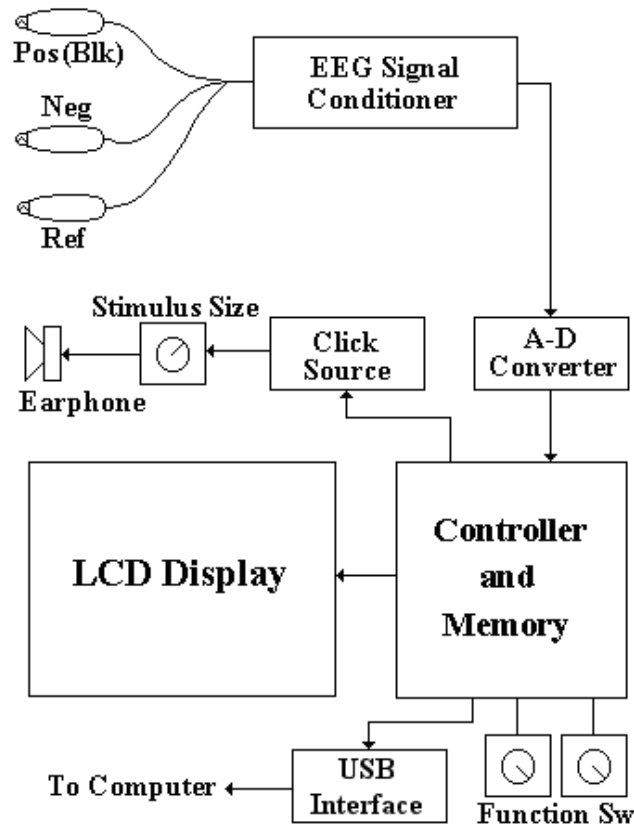 Pos(Blk)
EEG Signal
Conditioner
Neg
Ref
Stimulus Size
Click
Source
A-D
Converter
Earphone
LCD Display
Controller
and
Memory
USB
Interface
To Computer
Function Sw